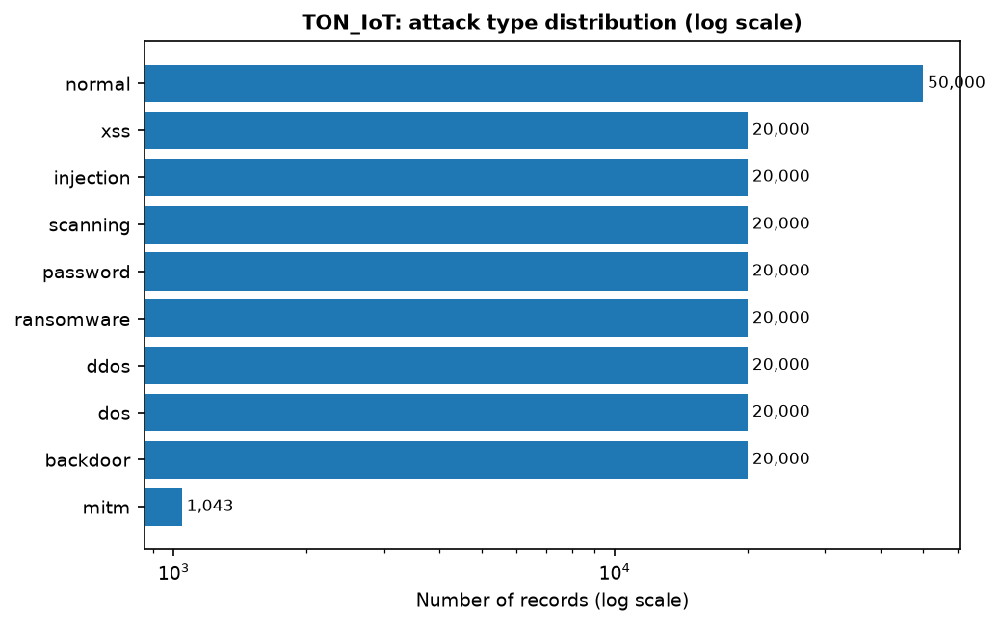 TON_IoT: attack type distribution (log scale)
normal 50,000
xss 20,000
injection 20,000
scanning 20,000
password 20,000
ransomware 20,000
ddos 20,000
dos 20,000
backdoor 20,000
mitm 1,043
10³ 10⁴
Number of records (log scale)